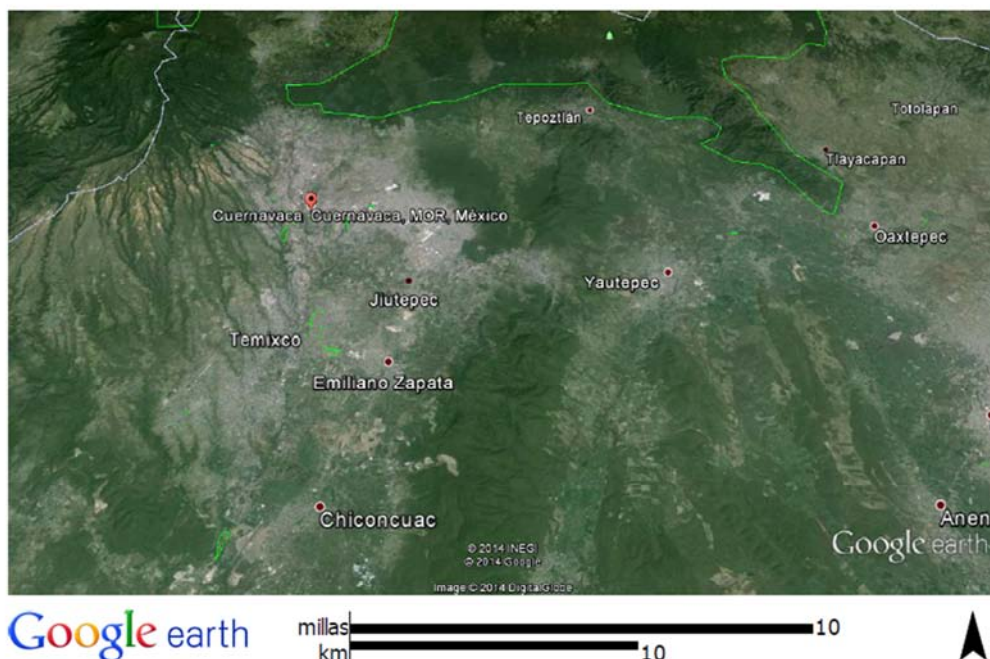 Tepoztlán
Totolapan
Tlayacapan
Cuernavaca Cuernavaca, MOR, México
Oaxtepec
Yautepec
Jiutepec
Temixco
Emiliano Zapata
Chiconcuac
Anen
© 2014 INEGI
© 2014 Google
Image © 2014 DigitalGlobe
Google earth
Google earth
millas 10
km 10